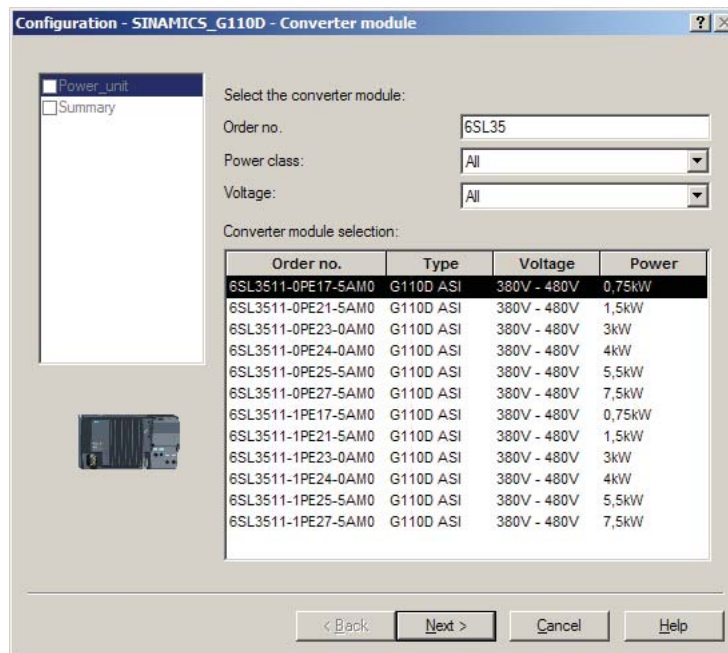 Configuration - SINAMICS_G110D - Converter module
Power_unit
Summary
Select the converter module:
Order no. 6SL35
Power class: All
Voltage: All
Converter module selection:
Order no. Type Voltage Power
6SL3511-0PE17-5AM0 G110D ASI 380V - 480V 0,75kW
6SL3511-0PE21-5AM0 G110D ASI 380V - 480V 1,5kW
6SL3511-0PE23-0AM0 G110D ASI 380V - 480V 3kW
6SL3511-0PE24-0AM0 G110D ASI 380V - 480V 4kW
6SL3511-0PE25-5AM0 G110D ASI 380V - 480V 5,5kW
6SL3511-0PE27-5AM0 G110D ASI 380V - 480V 7,5kW
6SL3511-1PE17-5AM0 G110D ASI 380V - 480V 0,75kW
6SL3511-1PE21-5AM0 G110D ASI 380V - 480V 1,5kW
6SL3511-1PE23-0AM0 G110D ASI 380V - 480V 3kW
6SL3511-1PE24-0AM0 G110D ASI 380V - 480V 4kW
6SL3511-1PE25-5AM0 G110D ASI 380V - 480V 5,5kW
6SL3511-1PE27-5AM0 G110D ASI 380V - 480V 7,5kW
< Back Next > Cancel Help